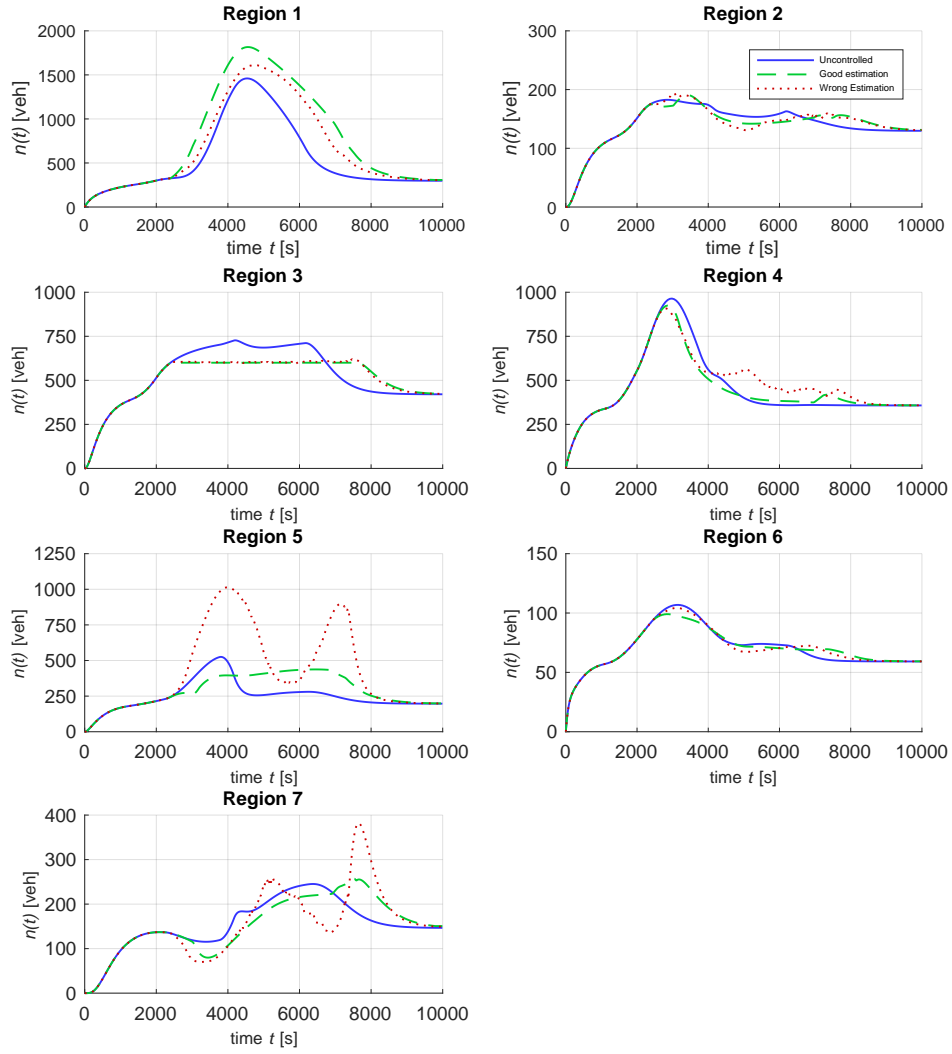 Region 1
2000
1500
1000
500
0
n(t) [veh]
0 2000 4000 6000 8000 10000
time t [s]
Region 2
300
200
100
0
n(t) [veh]
0 2000 4000 6000 8000 10000
time t [s]
Uncontrolled
Good estimation
Wrong Estimation
Region 3
1000
750
500
250
0
n(t) [veh]
0 2000 4000 6000 8000 10000
time t [s]
Region 4
1000
750
500
250
0
n(t) [veh]
0 2000 4000 6000 8000 10000
time t [s]
Region 5
1250
1000
750
500
250
0
n(t) [veh]
0 2000 4000 6000 8000 10000
time t [s]
Region 6
150
100
50
0
n(t) [veh]
0 2000 4000 6000 8000 10000
time t [s]
Region 7
400
300
200
100
0
n(t) [veh]
0 2000 4000 6000 8000 10000
time t [s]